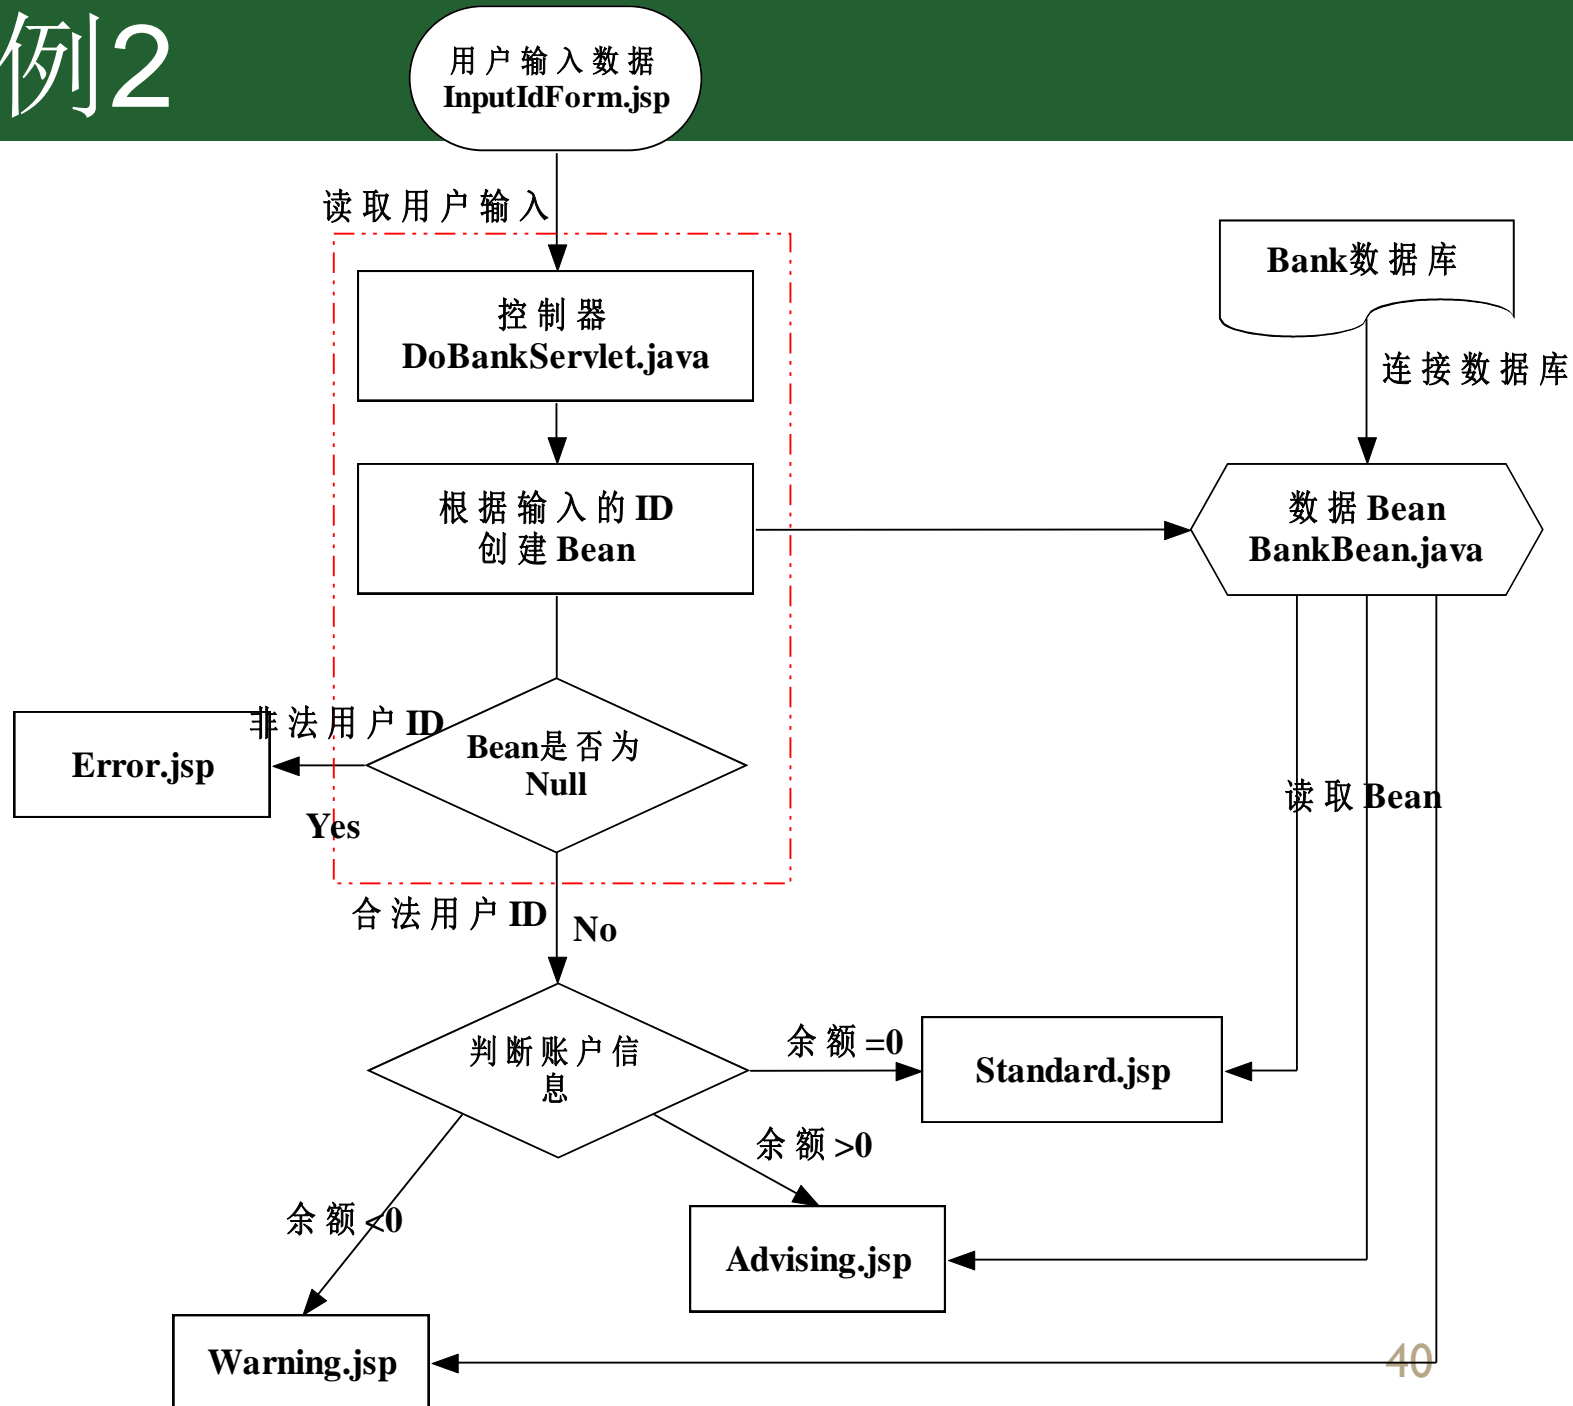 例2
用户输入数据
InputIdForm.jsp
读取用户输入
控制器
DoBankServlet.java
Bank数据库
连接数据库
根据输入的ID
创建Bean
数据Bean
BankBean.java
非法用户ID
Error.jsp
Bean是否为
Null
Yes
读取Bean
合法用户ID
No
判断账户信
息
余额=0
Standard.jsp
余额>0
余额<0
Advising.jsp
Warning.jsp
40